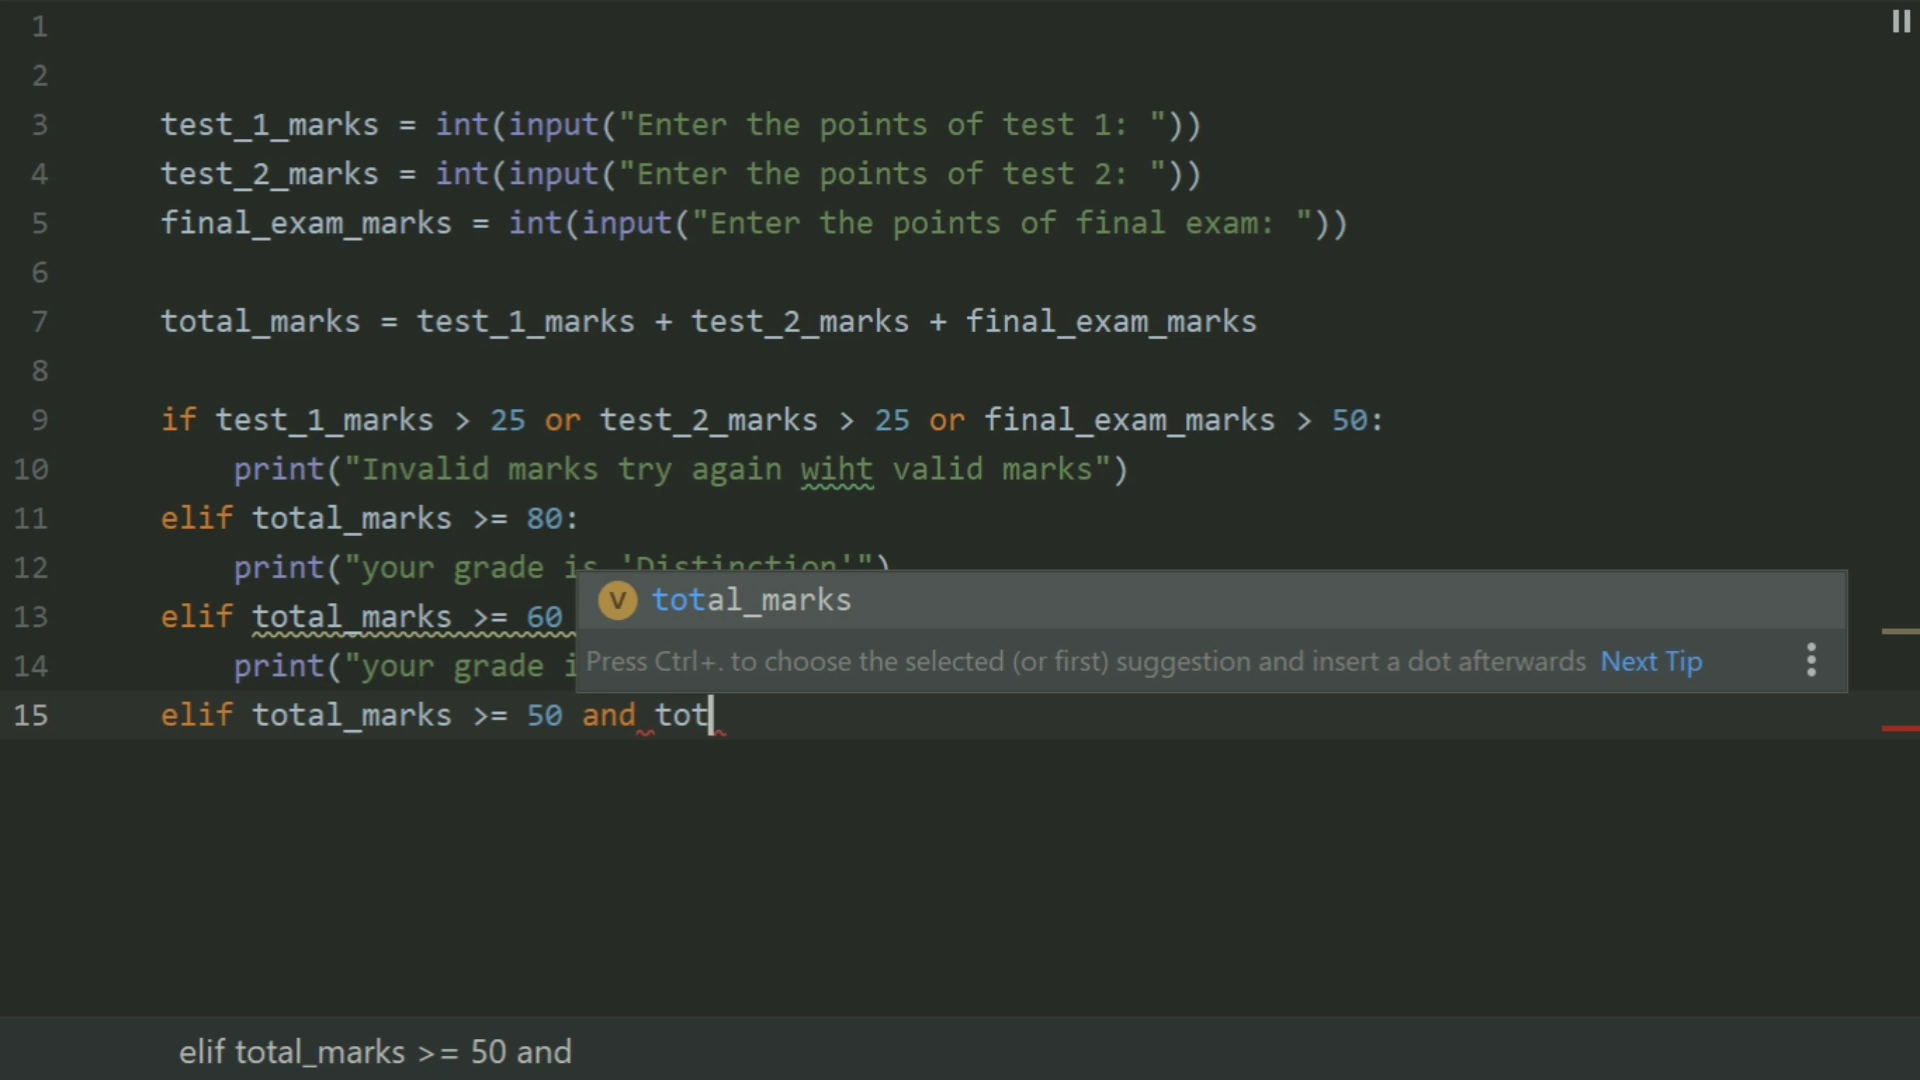 1
2
3 test_1_marks = int(input("Enter the points of test 1: "))
4 test_2_marks = int(input("Enter the points of test 2: "))
5 final_exam_marks = int(input("Enter the points of final exam: "))
6
7 total_marks = test_1_marks + test_2_marks + final_exam_marks
8
9 if test_1_marks > 25 or test_2_marks > 25 or final_exam_marks > 50:
10 print("Invalid marks try again wiht valid marks")
11 elif total_marks >= 80:
12 print("your grade is 'Distinction'")
V total_marks
13 elif total_marks >= 60
Press Ctrl+. to choose the selected (or first) suggestion and insert a dot afterwards Next Tip
14 print("your grade
15 elif total_marks >= 50 and tot
elif total_marks >= 50 and